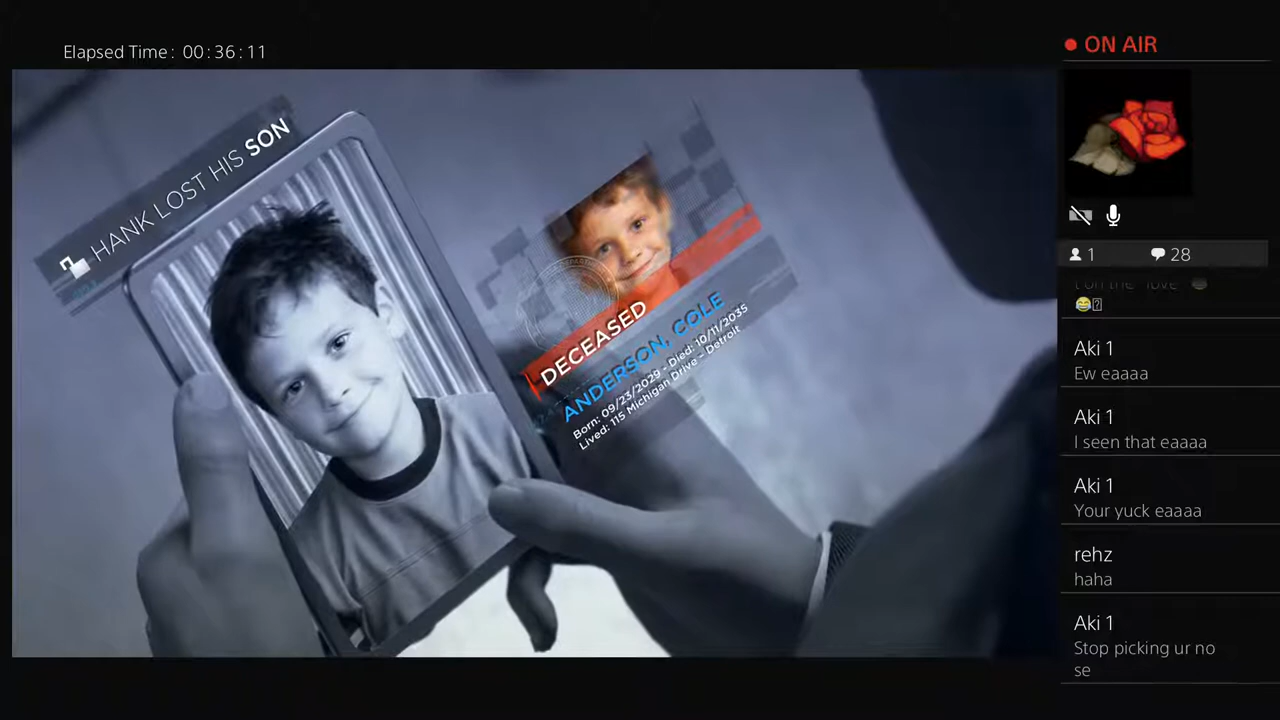 Elapsed Time: 00:36:11
ON AIR
HANK LOST HIS SON
DECEASED
ANDERSON, COLE
Born: 09/23/2029 - Died: 10/11/2035
Lived: 115 Michigan Drive - Detroit
1 28
Aki 1
Ew eaaaa
Aki 1
I seen that eaaaa
Aki 1
Your yuck eaaaa
rehz
haha
Aki 1
Stop picking ur no
se